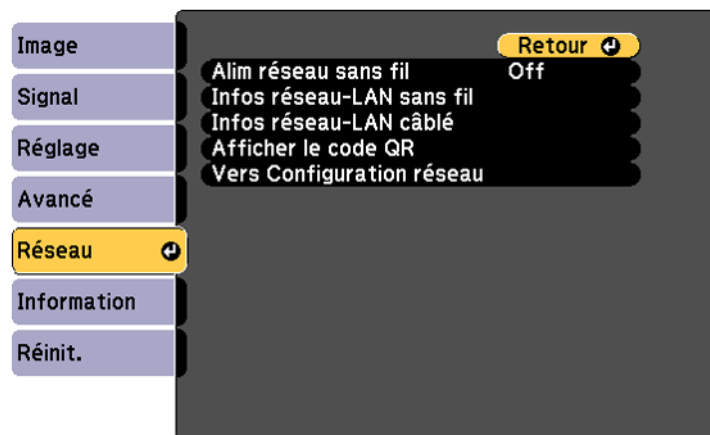 Image
Signal
Réglage
Avancé
Réseau
Information
Réinit.
Retour
Alim réseau sans fil Off
Infos réseau-LAN sans fil
Infos réseau-LAN câblé
Afficher le code QR
Vers Configuration réseau